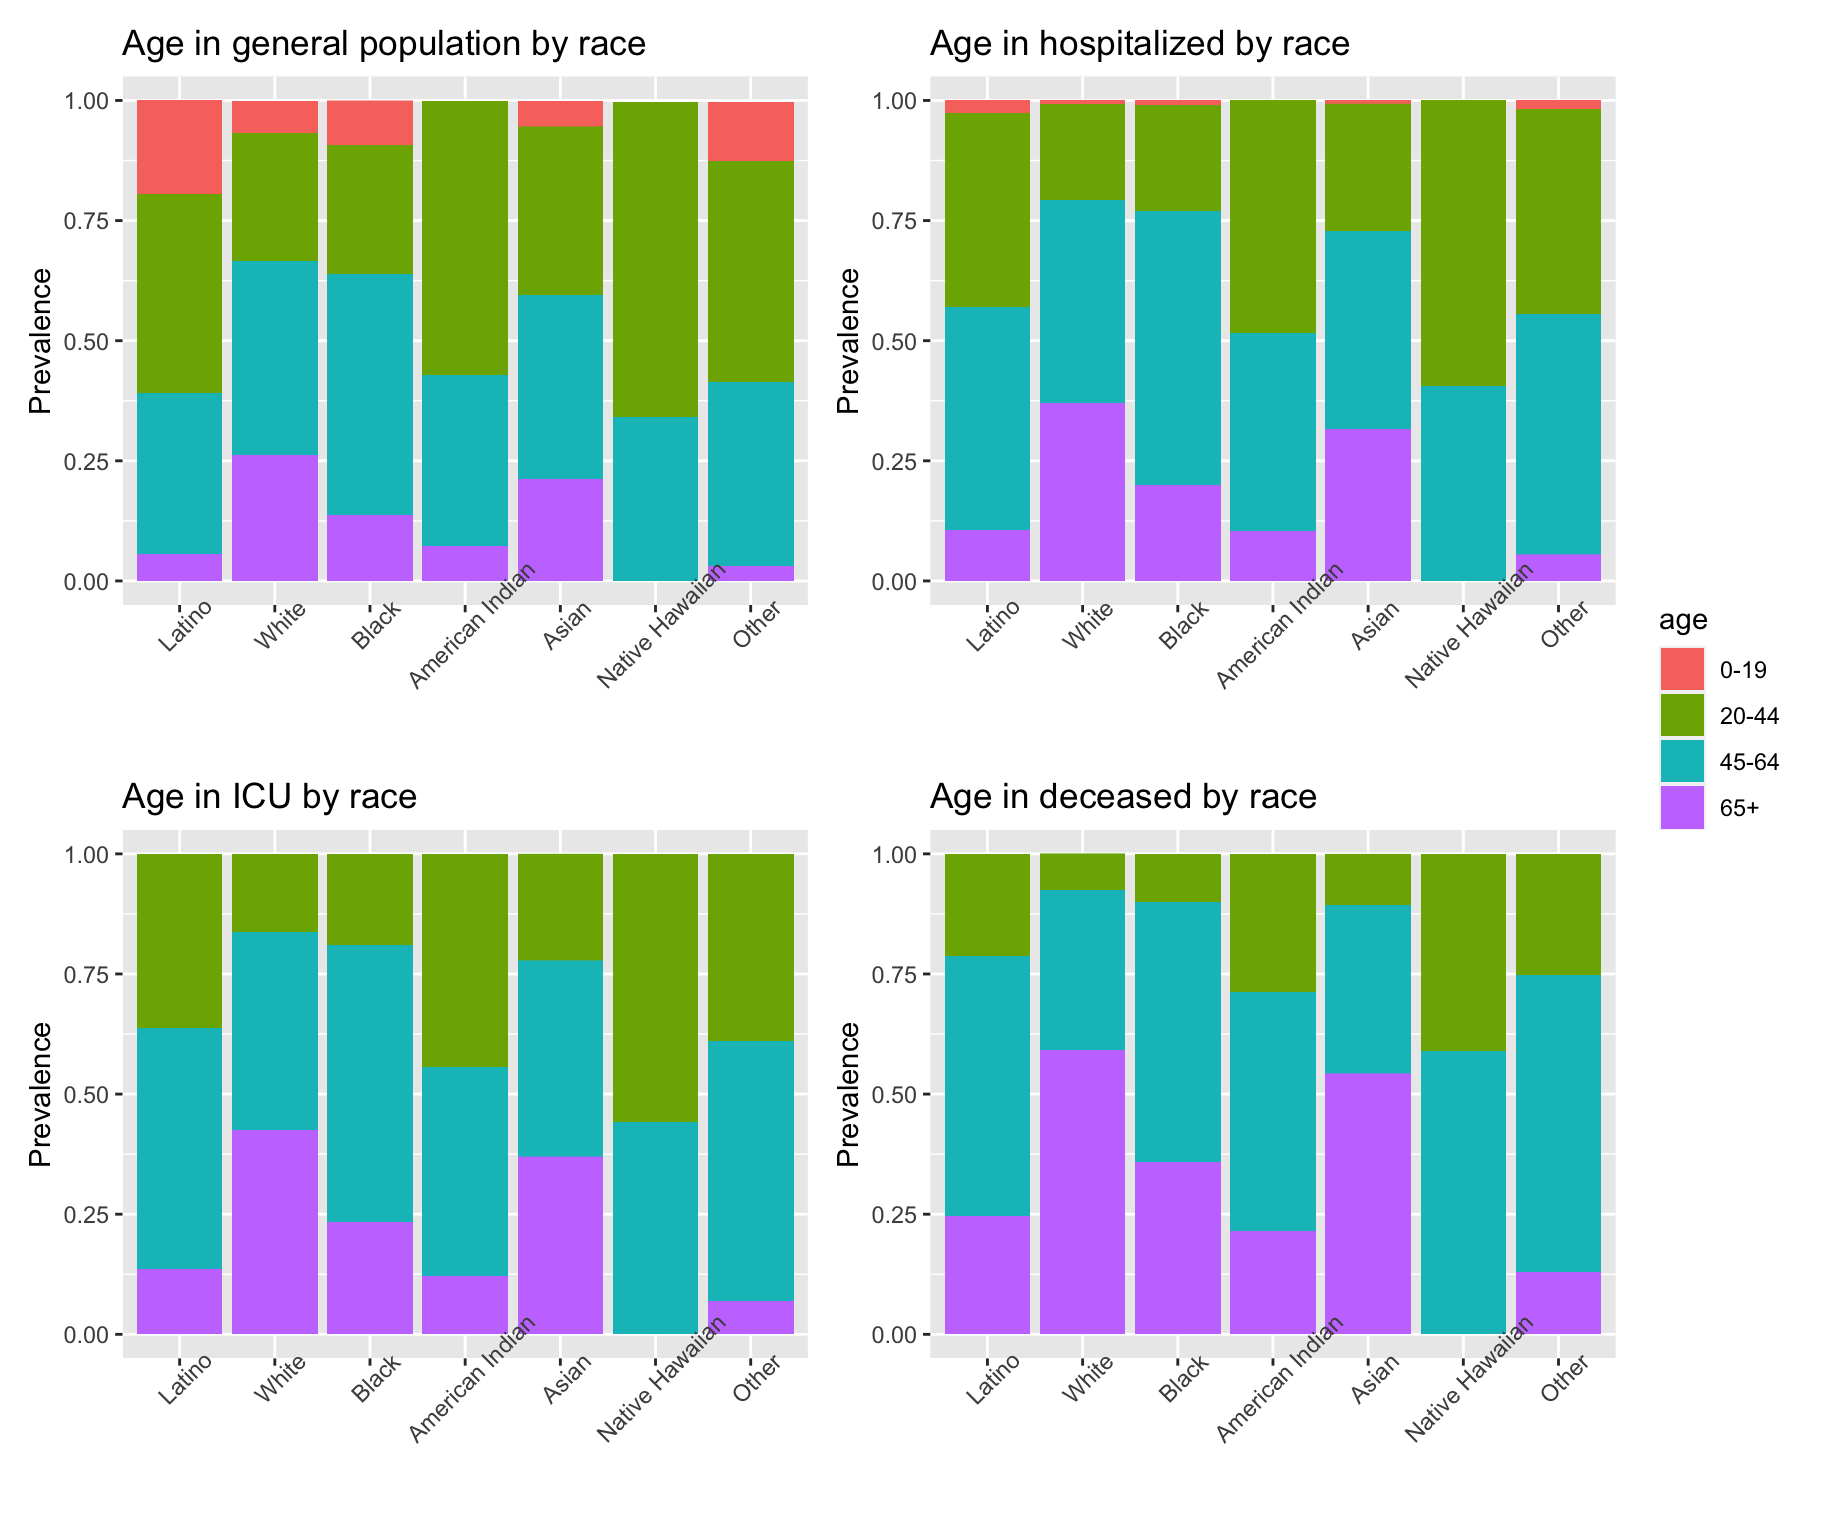 Age in general population by race
Prevalence
1.00
0.75
0.50
0.25
0.00
Latino
White
Black
American Indian
Asian
Native Hawaiian
Other
Age in hospitalized by race
Prevalence
1.00
0.75
0.50
0.25
0.00
Latino
White
Black
American Indian
Asian
Native Hawaiian
Other
age
0-19
20-44
45-64
65+
Age in ICU by race
Prevalence
1.00
0.75
0.50
0.25
0.00
Latino
White
Black
American Indian
Asian
Native Hawaiian
Other
Age in deceased by race
Prevalence
1.00
0.75
0.50
0.25
0.00
Latino
White
Black
American Indian
Asian
Native Hawaiian
Other